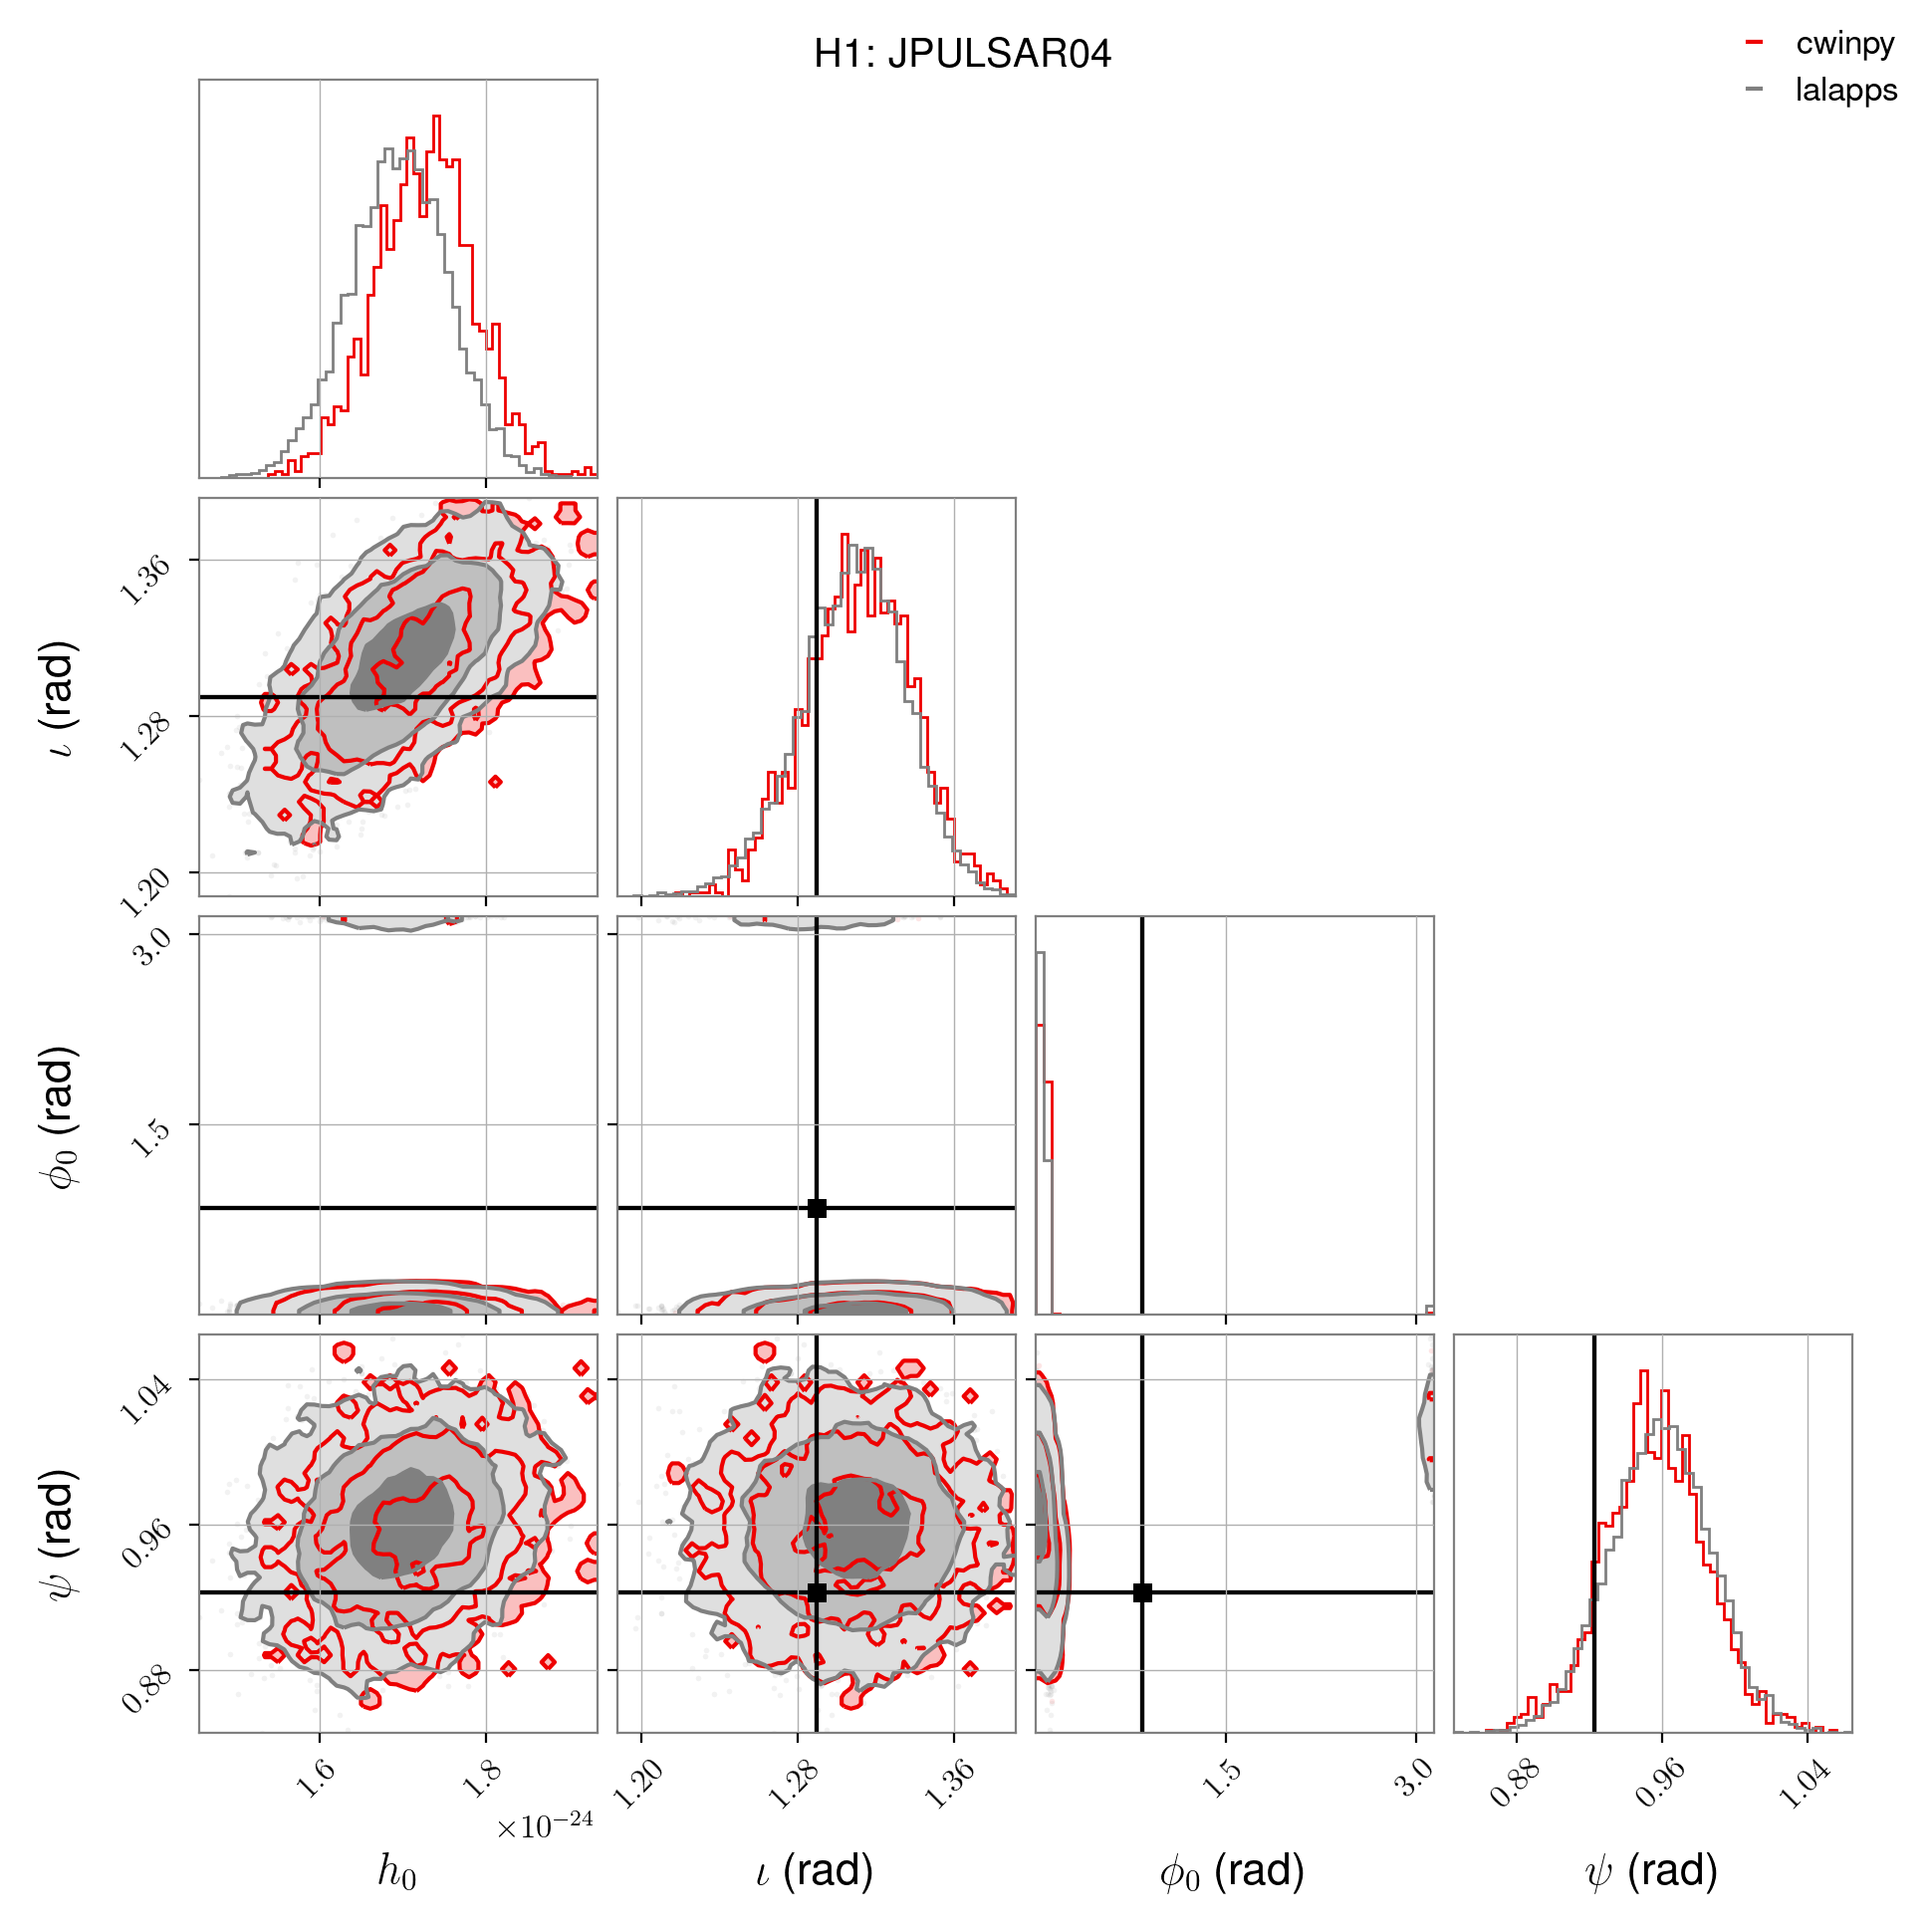 H1: JPULSAR04
cwinpy
lalapps
ι (rad)
1.36
1.28
1.20
ϕ₀ (rad)
3.0
1.5
ψ (rad)
1.04
0.96
0.88
1.6 1.8
×10⁻²⁴
h₀
1.20 1.28 1.36
ι (rad)
1.5 3.0
ϕ₀ (rad)
0.88 0.96 1.04
ψ (rad)